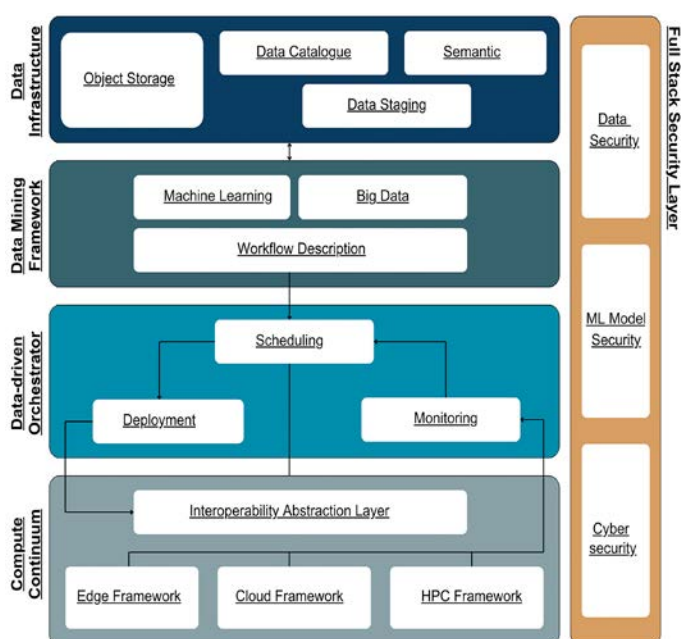 Data
Infrastructure
Object Storage
Data Catalogue
Semantic
Data Staging
Data Mining
Framework
Machine Learning
Big Data
Workflow Description
Data-driven
Orchestrator
Scheduling
Deployment
Monitoring
Compute
Continuum
Interoperability Abstraction Layer
Edge Framework
Cloud Framework
HPC Framework
Full Stack Security Layer
Data
Security
ML Model
Security
Cyber
security